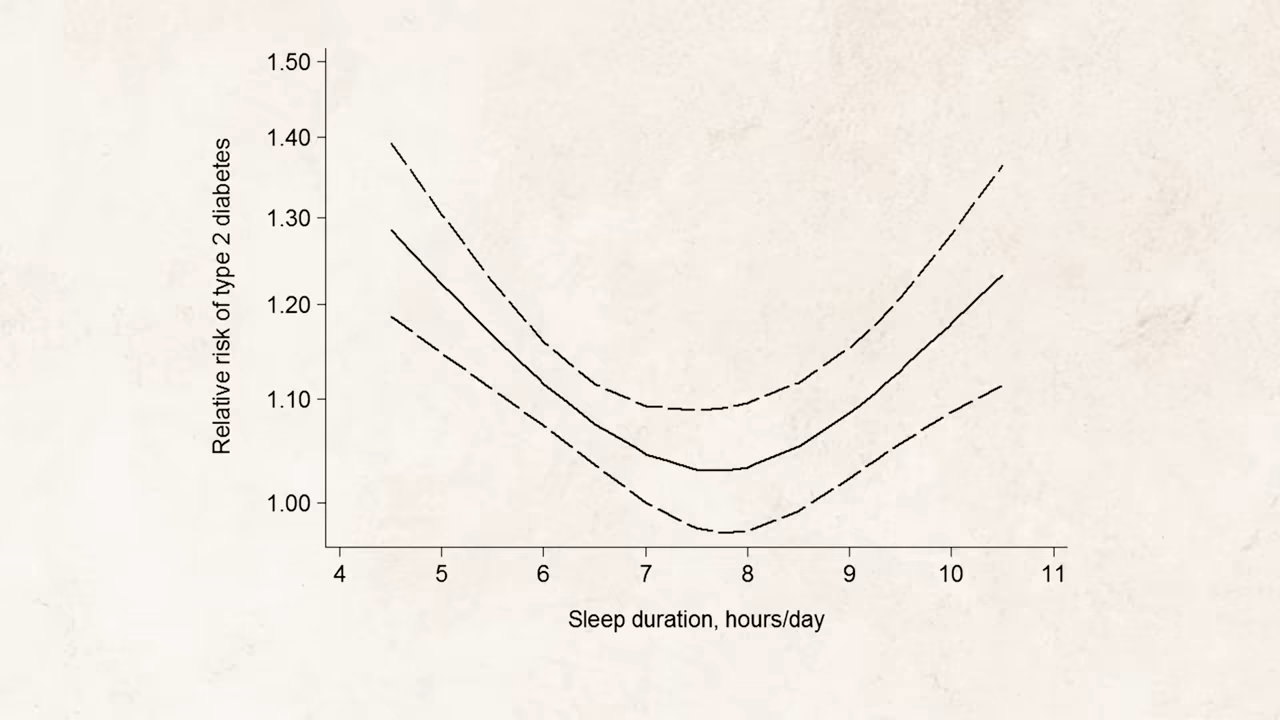 Relative risk of type 2 diabetes
1.50
1.40
1.30
1.20
1.10
1.00
4 5 6 7 8 9 10 11
Sleep duration, hours/day